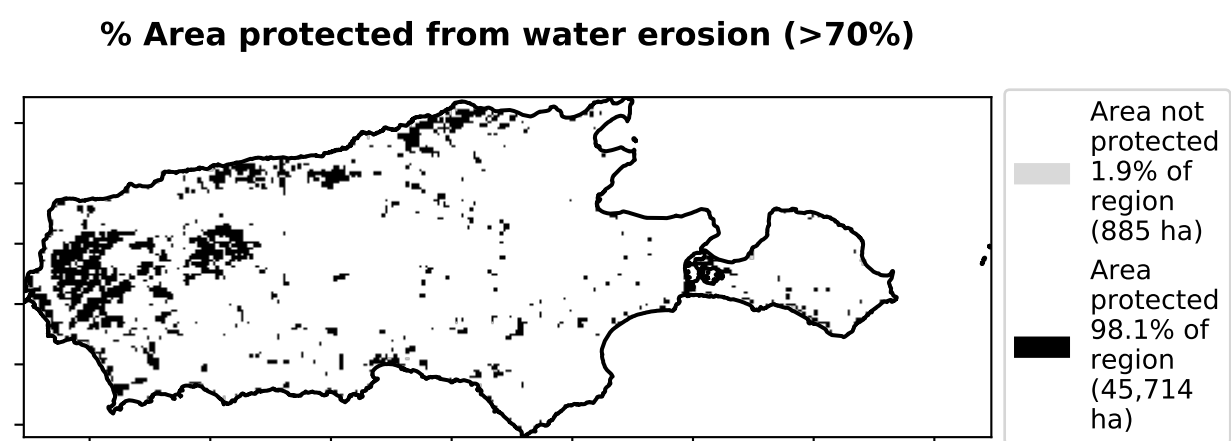 % Area protected from water erosion (>70%)
Area not
protected
1.9% of
region
(885 ha)
Area
protected
98.1% of
region
(45,714
ha)